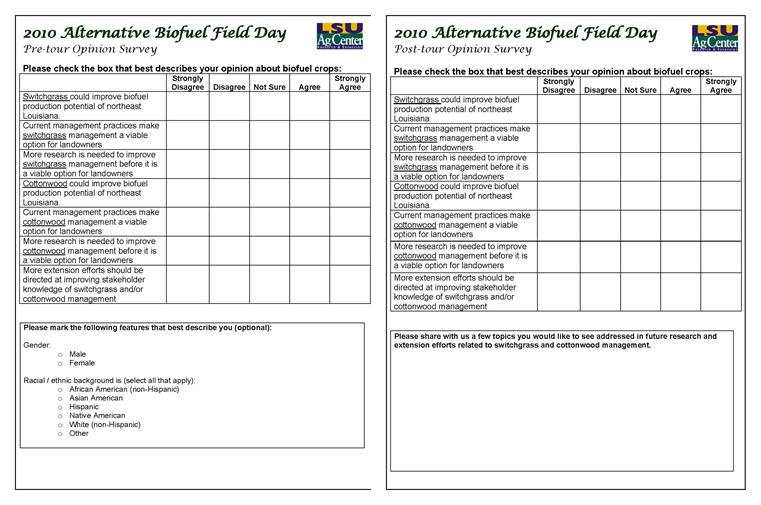 2010 Alternative Biofuel Field Day
Pre-tour Opinion Survey
LSU
AgCenter
Research & Extension
Please check the box that best describes your opinion about biofuel crops:
Strongly Disagree Disagree Not Sure Agree Strongly Agree
Switchgrass could improve biofuel
production potential of northeast
Louisiana.
Current management practices make
switchgrass management a viable
option for landowners
More research is needed to improve
switchgrass management before it is
a viable option for landowners
Cottonwood could improve biofuel
production potential of northeast
Louisiana.
Current management practices make
cottonwood management a viable
option for landowners
More research is needed to improve
cottonwood management before it is
a viable option for landowners
More extension efforts should be
directed at improving stakeholder
knowledge of switchgrass and/or
cottonwood management
Please mark the following features that best describe you (optional):
Gender:
o Male
o Female
Racial / ethnic background is (select all that apply):
o African American (non-Hispanic)
o Asian American
o Hispanic
o Native American
o White (non-Hispanic)
o Other
2010 Alternative Biofuel Field Day
Post-tour Opinion Survey
LSU
AgCenter
Research & Extension
Please check the box that best describes your opinion about biofuel crops:
Strongly Disagree Disagree Not Sure Agree Strongly Agree
Switchgrass could improve biofuel
production potential of northeast
Louisiana.
Current management practices make
switchgrass management a viable
option for landowners
More research is needed to improve
switchgrass management before it is
a viable option for landowners
Cottonwood could improve biofuel
production potential of northeast
Louisiana.
Current management practices make
cottonwood management a viable
option for landowners
More research is needed to improve
cottonwood management before it is
a viable option for landowners
More extension efforts should be
directed at improving stakeholder
knowledge of switchgrass and/or
cottonwood management
Please share with us a few topics you would like to see addressed in future research and
extension efforts related to switchgrass and cottonwood management.